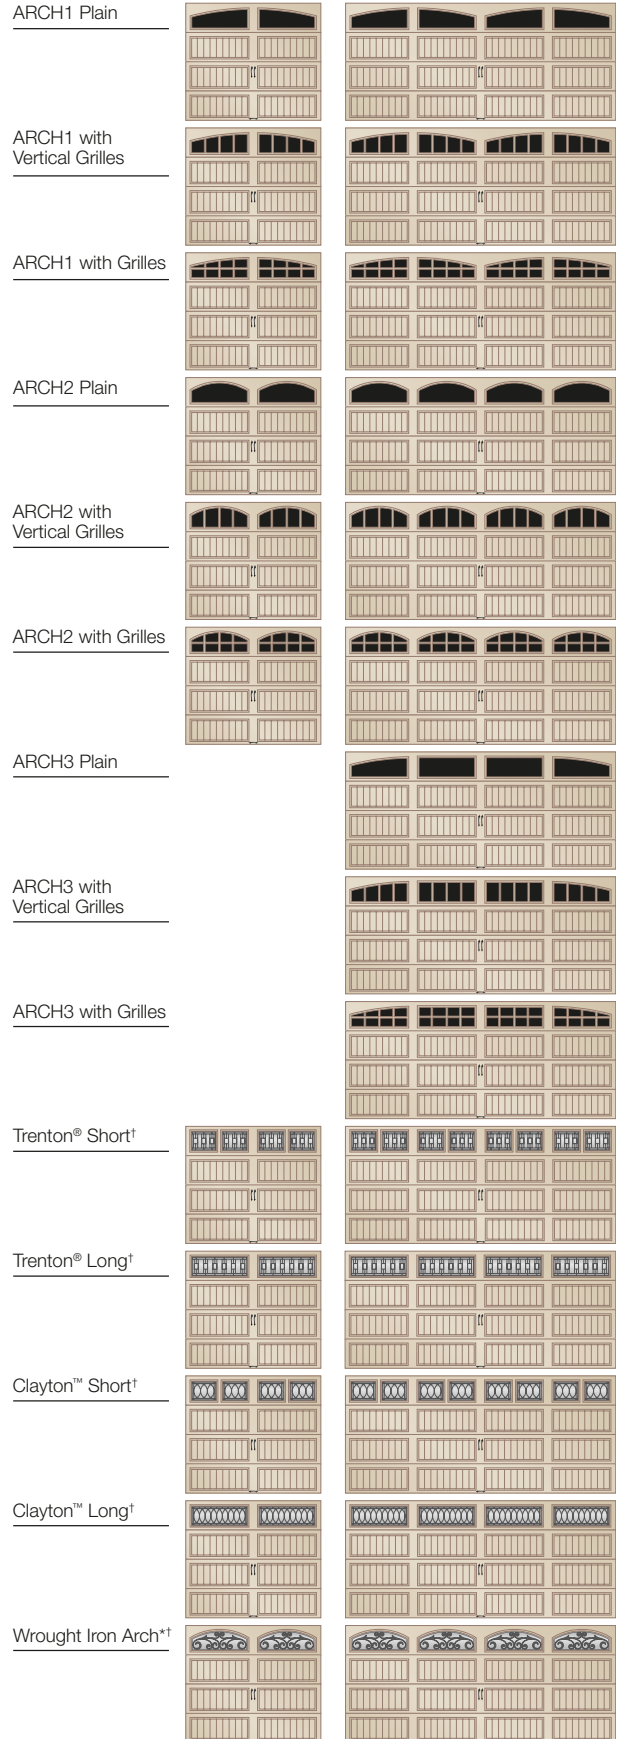 ARCH1 Plain
ARCH1 with
Vertical Grilles
ARCH1 with Grilles
ARCH2 Plain
ARCH2 with
Vertical Grilles
ARCH2 with Grilles
ARCH3 Plain
ARCH3 with
Vertical Grilles
ARCH3 with Grilles
Trenton® Short†
Trenton® Long†
Clayton™ Short†
Clayton™ Long†
Wrought Iron Arch*†